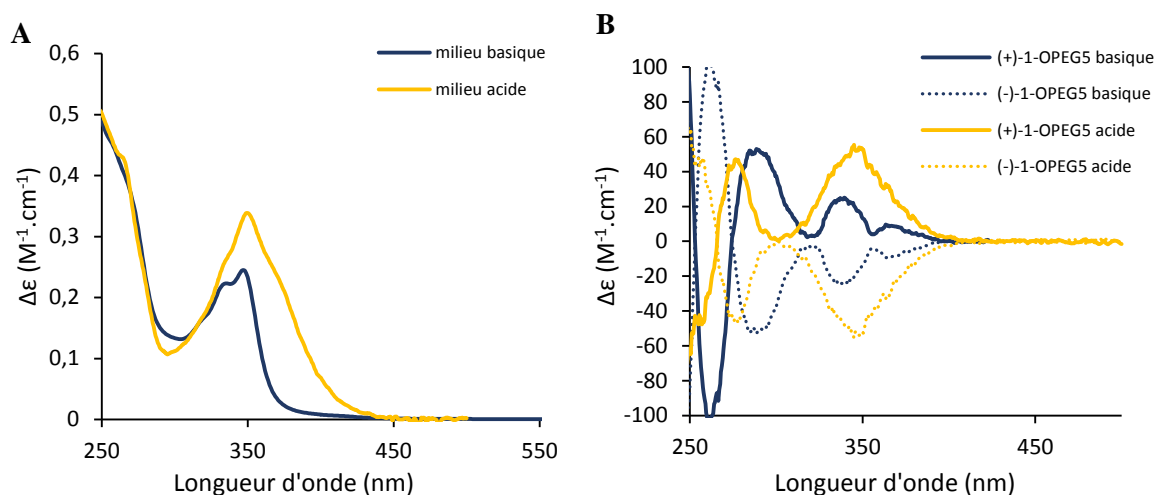 A
0,6
0,5
0,4
0,3
0,2
0,1
0
Δε (M⁻¹.cm⁻¹)
250
350
450
550
Longueur d'onde (nm)
milieu basique
milieu acide
B
100
80
60
40
20
0
-20
-40
-60
-80
-100
Δε (M⁻¹.cm⁻¹)
250
350
450
Longueur d'onde (nm)
(+)-1-OPEG5 basique
(-)-1-OPEG5 basique
(+)-1-OPEG5 acide
(-)-1-OPEG5 acide